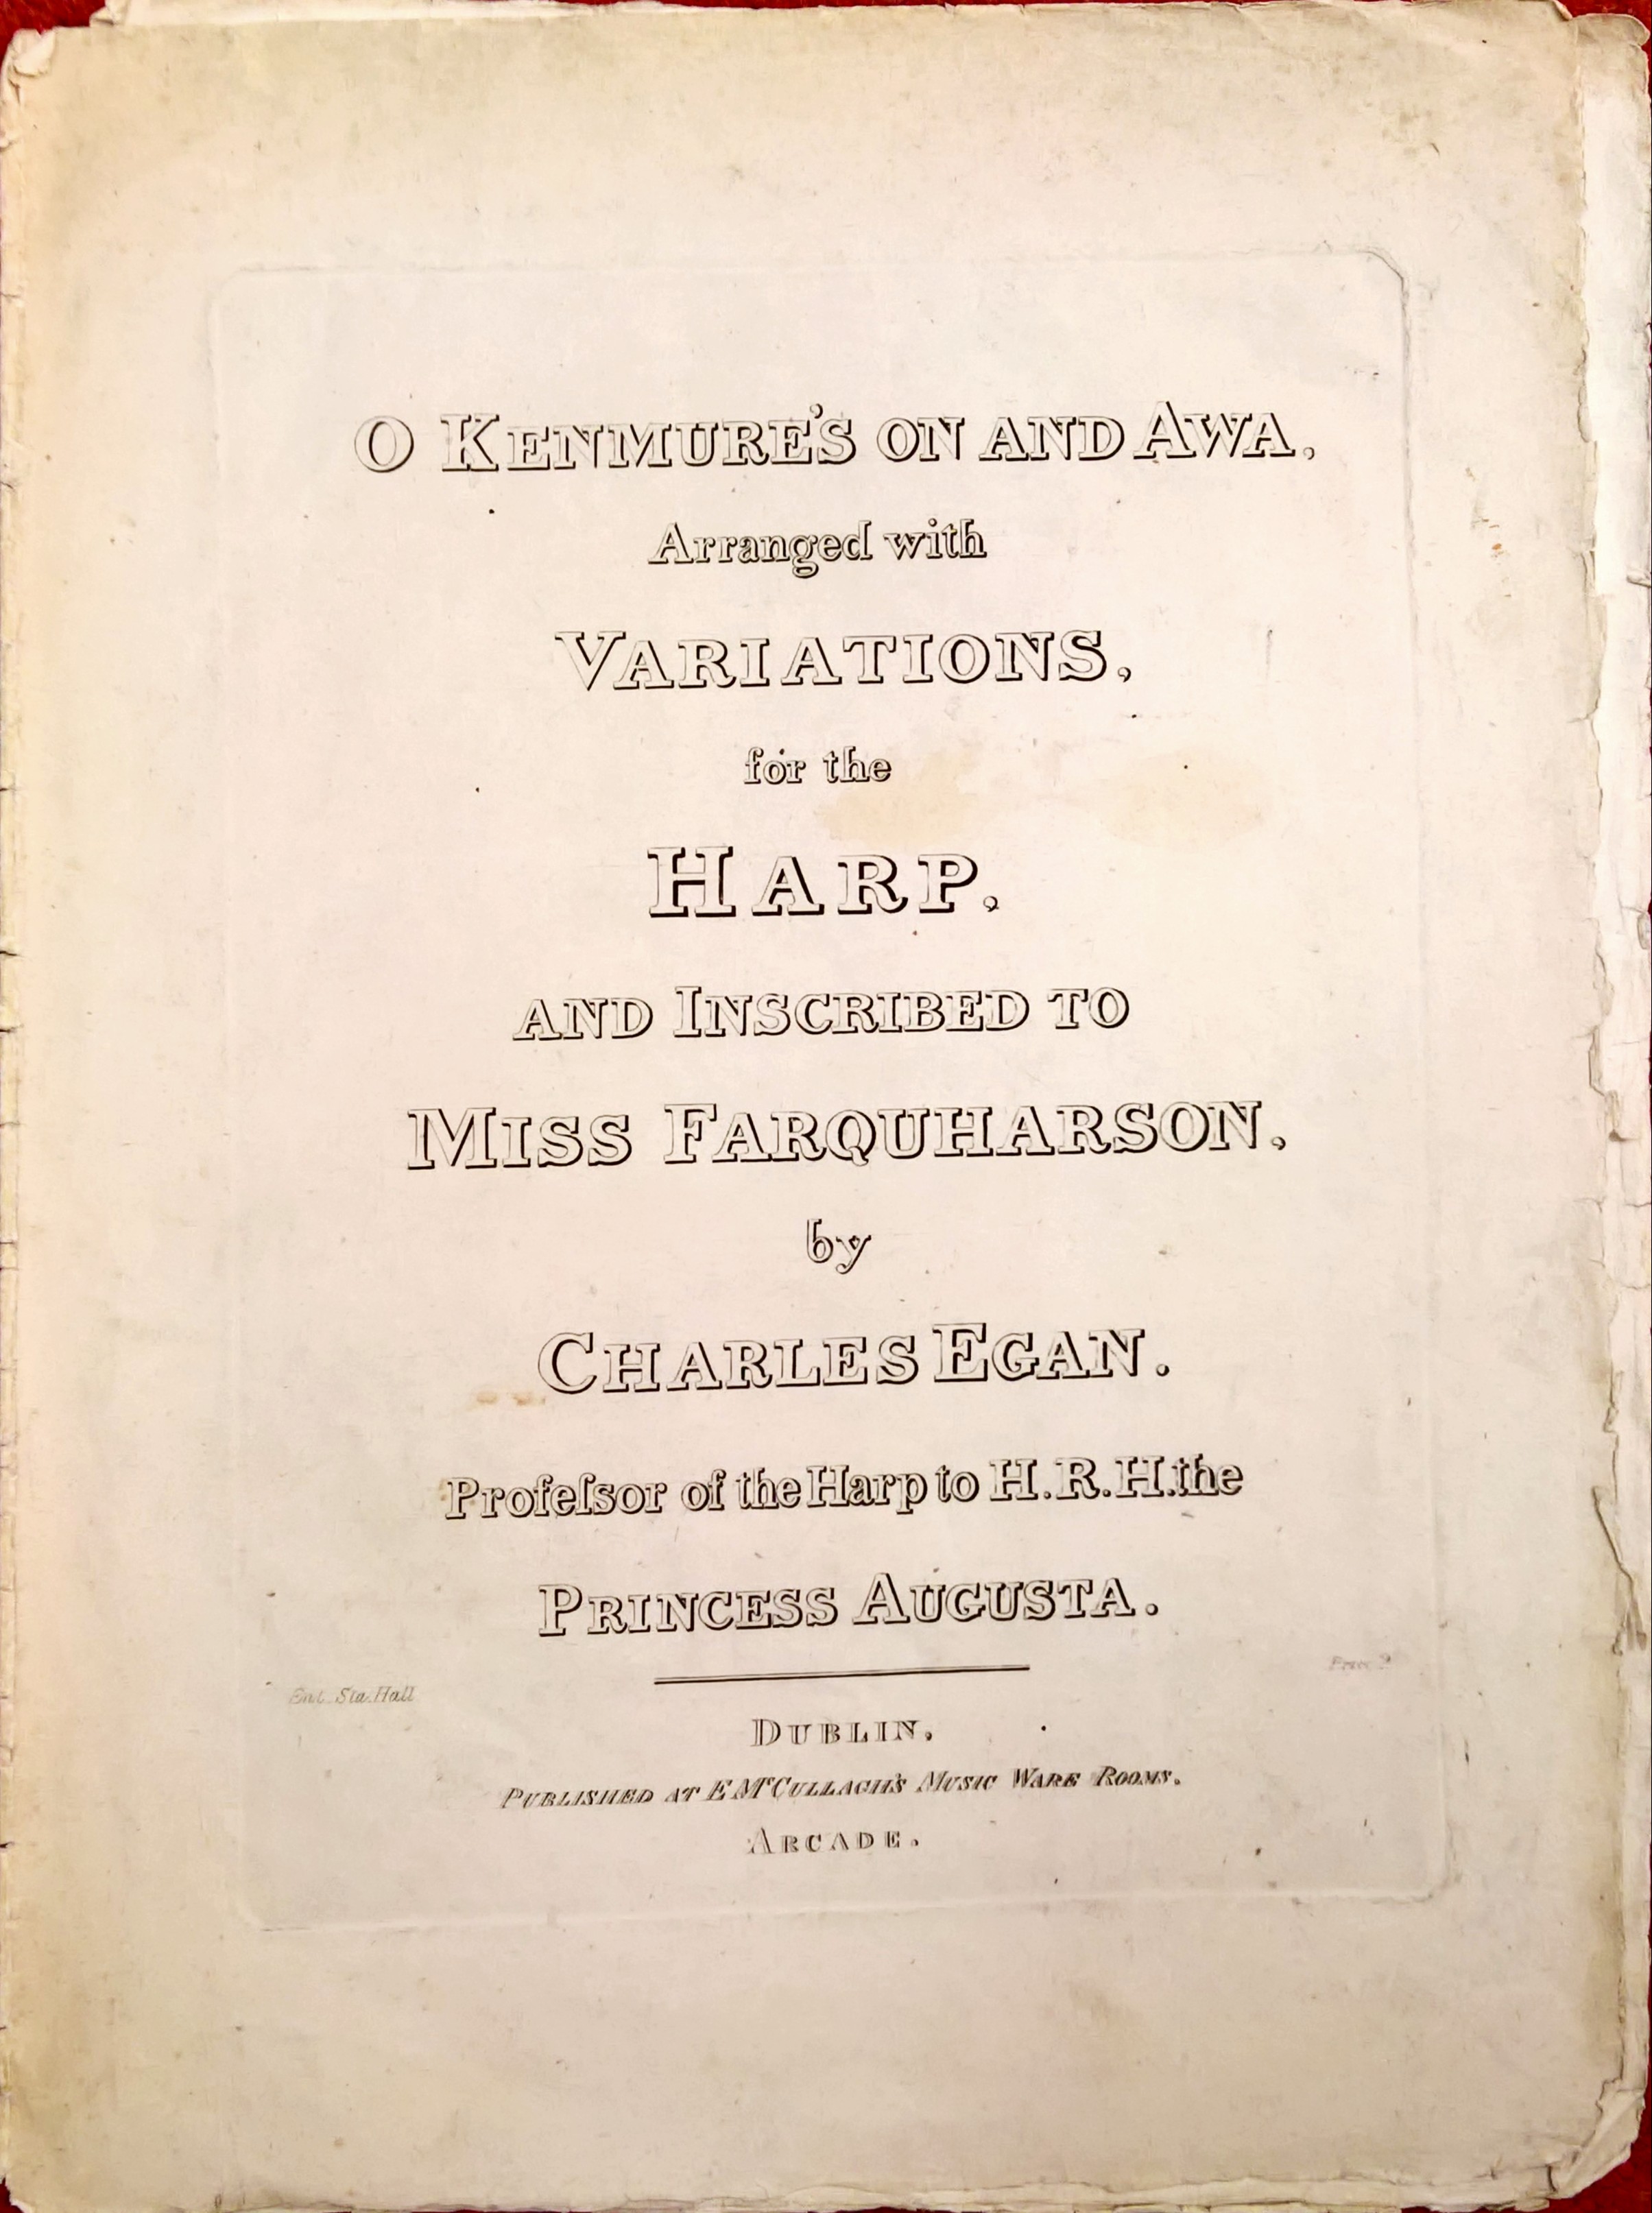 O KENMURE'S ON AND AWA,
Arranged with
VARIATIONS,
for the
HARP,
AND INSCRIBED TO
MISS FARQUHARSON,
by
CHARLES EGAN.
Profeſsor of the Harp to H.R.H. the
PRINCESS AUGUSTA.
Ent. Sta. Hall
DUBLIN,
PUBLISHED AT E McCULLAGH'S MUSIC WARE ROOMS.
ARCADE.